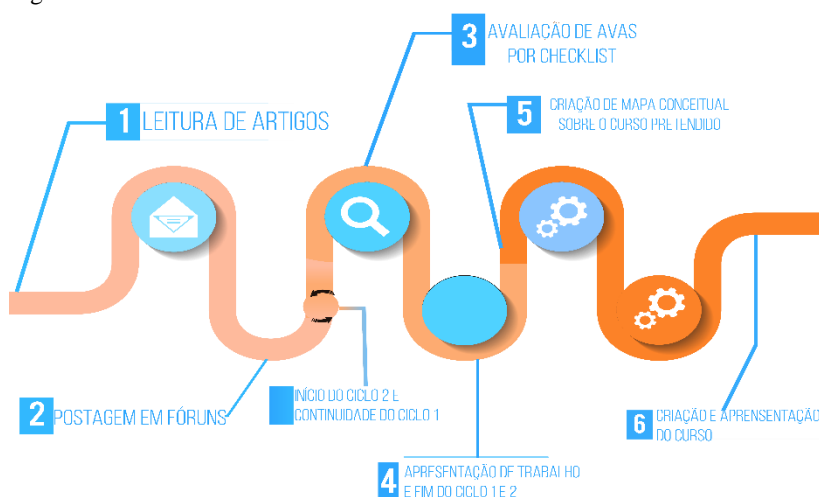 3 AVALIAÇÃO DE AVAS
POR CHECKLIST
1 LEITURA DE ARTIGOS
5 CRIAÇÃO DE MAPA CONCEITUAL
SOBRE O CURSO PRETENDIDO
2 POSTAGEM EM FÓRUNS
INÍCIO DO CICLO 2 E
CONTINUIDADE DO CICLO 1
4 APRESENTAÇÃO DE TRABALHO
E FIM DO CICLO 1 E 2
6 CRIAÇÃO E APRENSENTAÇÃO
DO CURSO